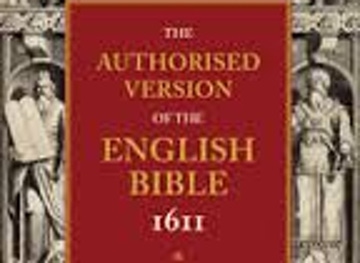 THE
AUTHORISED
VERSION
OF THE
ENGLISH
BIBLE
1611